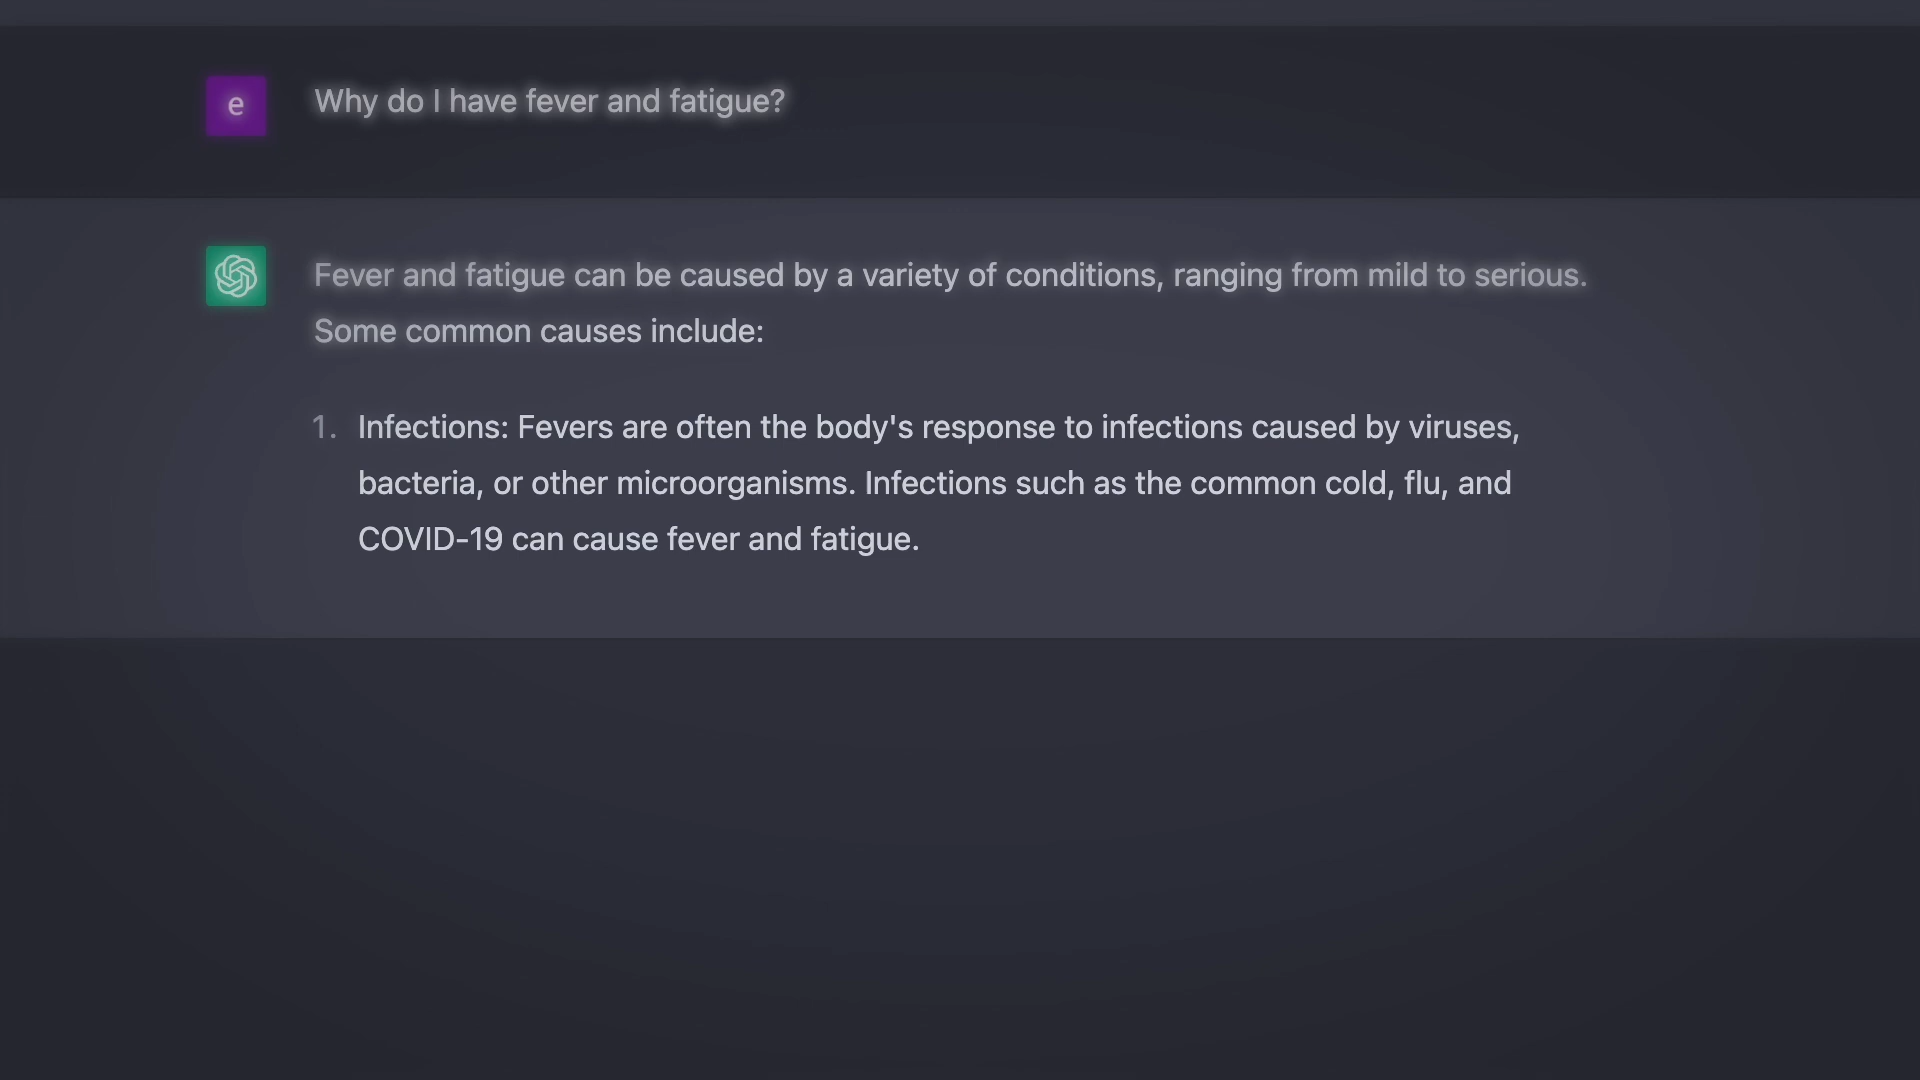 e
Why do I have fever and fatigue?
Fever and fatigue can be caused by a variety of conditions, ranging from mild to serious.
Some common causes include:
1. Infections: Fevers are often the body's response to infections caused by viruses,
bacteria, or other microorganisms. Infections such as the common cold, flu, and
COVID-19 can cause fever and fatigue.